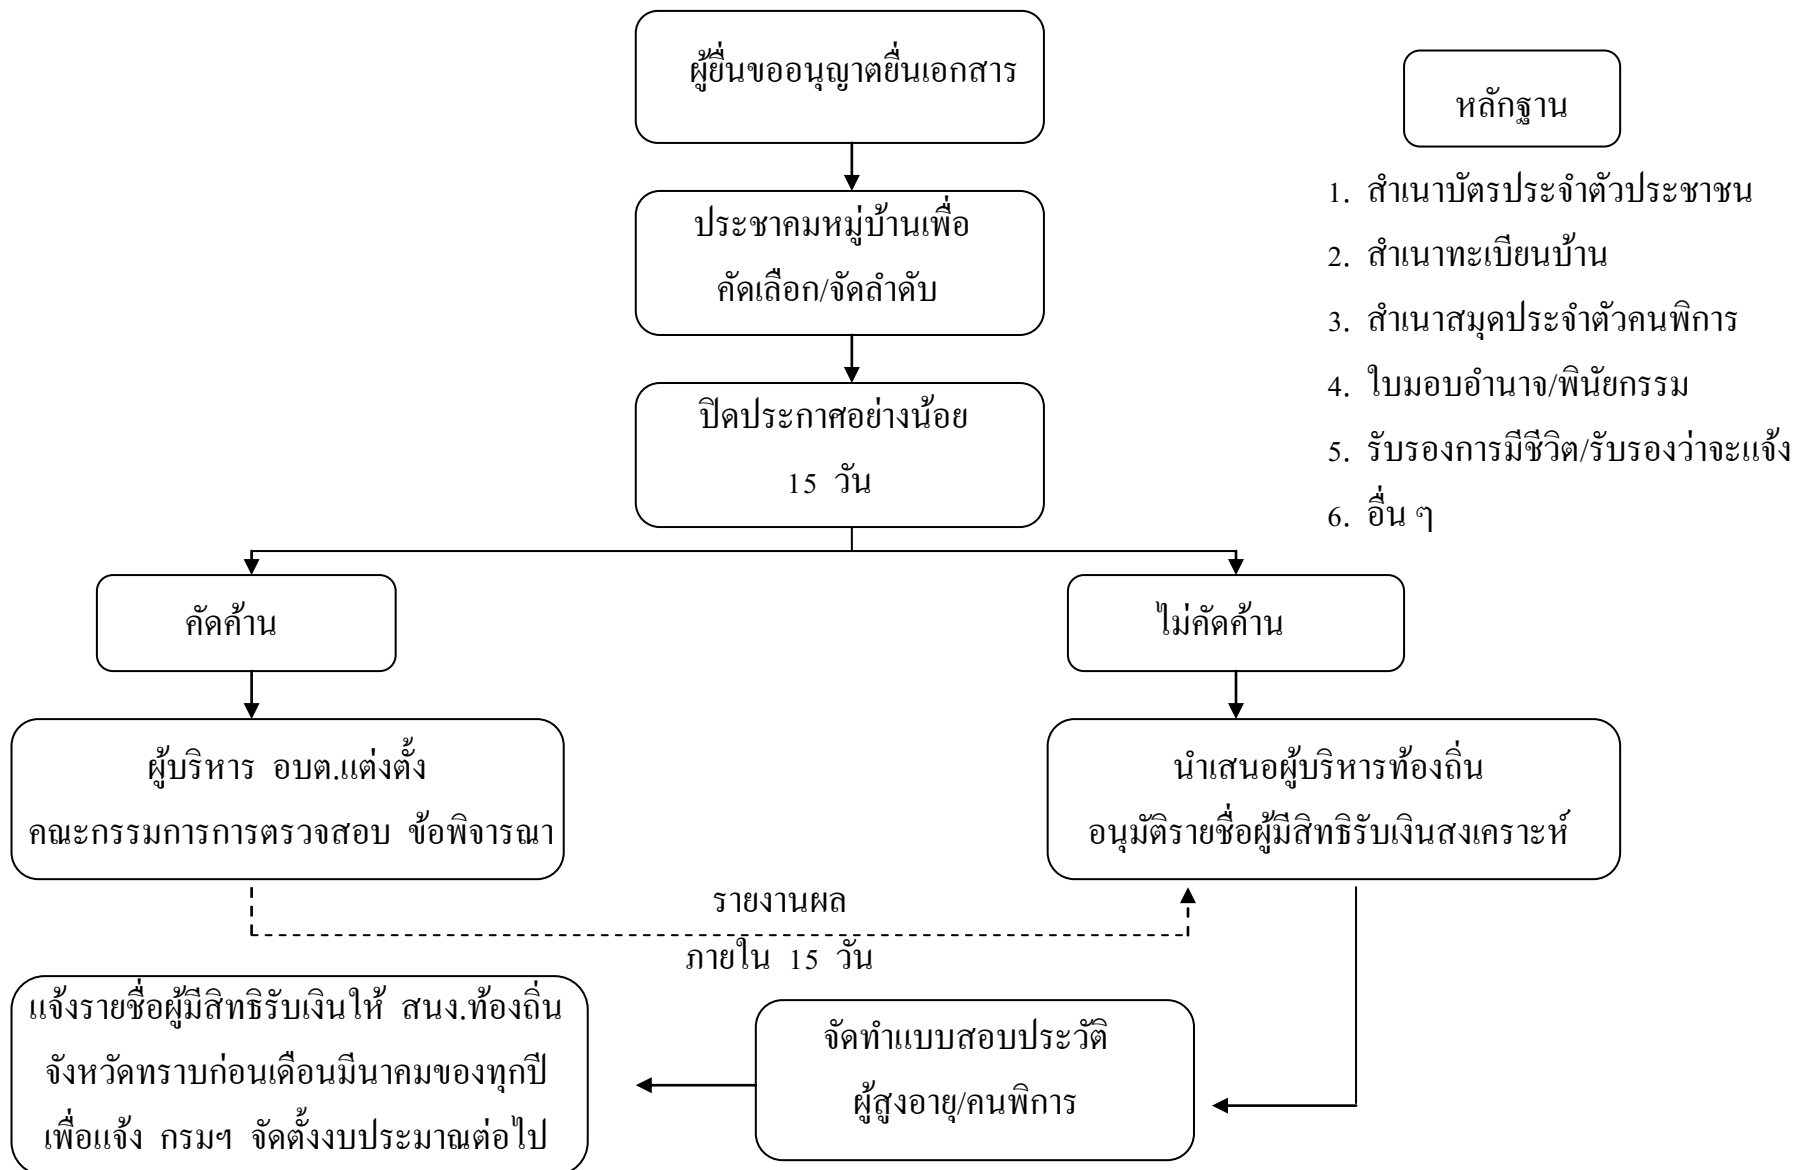 ผู้ยื่นขออนุญาตยื่นเอกสาร
หลักฐาน
1. สำเนาบัตรประจำตัวประชาชน
2. สำเนาทะเบียนบ้าน
3. สำเนาสมุดประจำตัวคนพิการ
4. ใบมอบอำนาจ/พินัยกรรม
5. รับรองการมีชีวิต/รับรองว่าจะแจ้ง
6. อื่น ๆ
ประชาคมหมู่บ้านเพื่อ
คัดเลือก/จัดลำดับ
ปิดประกาศอย่างน้อย
15 วัน
คัดค้าน
ไม่คัดค้าน
ผู้บริหาร อบต.แต่งตั้ง
คณะกรรมการการตรวจสอบ ข้อพิจารณา
นำเสนอผู้บริหารท้องถิ่น
อนุมัติรายชื่อผู้มีสิทธิรับเงินสงเคราะห์
รายงานผล
ภายใน 15 วัน
จัดทำแบบสอบประวัติ
ผู้สูงอายุ/คนพิการ
แจ้งรายชื่อผู้มีสิทธิรับเงินให้ สนง.ท้องถิ่น
จังหวัดทราบก่อนเดือนมีนาคมของทุกปี
เพื่อแจ้ง กรมฯ จัดตั้งงบประมาณต่อไป